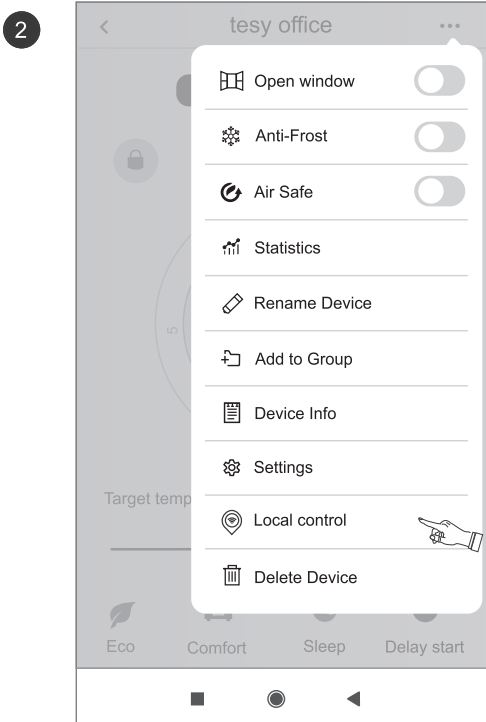 2
tesy office
Open window
Anti-Frost
Air Safe
Statistics
5
Rename Device
Add to Group
Device Info
Settings
Target temp
Local control
Delete Device
Eco
Comfort
Sleep
Delay start